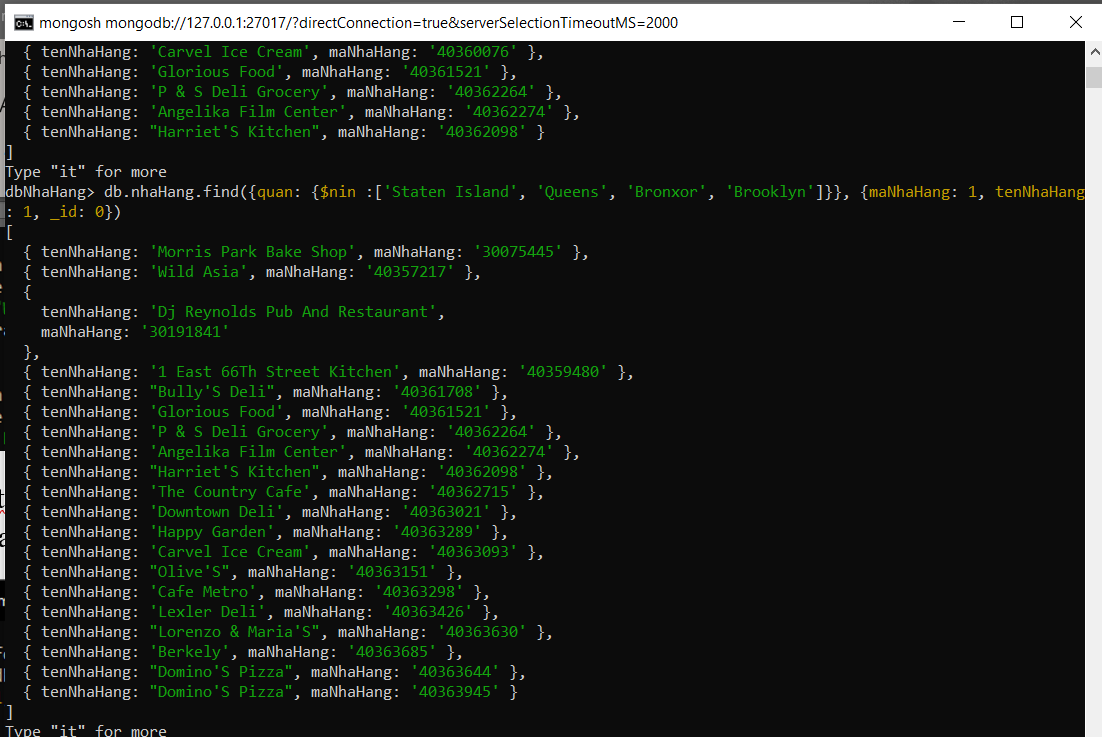 mongosh mongodb://127.0.0.1:27017/?directConnection=true&serverSelectionTimeoutMS=2000
{ tenNhaHang: 'Carvel Ice Cream', maNhaHang: '40360076' },
{ tenNhaHang: 'Glorious Food', maNhaHang: '40361521' },
{ tenNhaHang: 'P & S Deli Grocery', maNhaHang: '40362264' },
{ tenNhaHang: 'Angelika Film Center', maNhaHang: '40362274' },
{ tenNhaHang: "Harriet'S Kitchen", maNhaHang: '40362098' }
]
Type "it" for more
dbNhaHang> db.nhaHang.find({quan: {$nin :['Staten Island', 'Queens', 'Bronxor', 'Brooklyn']}}, {maNhaHang: 1, tenNhaHang
: 1, _id: 0})
[
{ tenNhaHang: 'Morris Park Bake Shop', maNhaHang: '30075445' },
{ tenNhaHang: 'Wild Asia', maNhaHang: '40357217' },
{
tenNhaHang: 'Dj Reynolds Pub And Restaurant',
maNhaHang: '30191841'
},
{ tenNhaHang: '1 East 66Th Street Kitchen', maNhaHang: '40359480' },
{ tenNhaHang: "Bully'S Deli", maNhaHang: '40361708' },
{ tenNhaHang: 'Glorious Food', maNhaHang: '40361521' },
{ tenNhaHang: 'P & S Deli Grocery', maNhaHang: '40362264' },
{ tenNhaHang: 'Angelika Film Center', maNhaHang: '40362274' },
{ tenNhaHang: "Harriet'S Kitchen", maNhaHang: '40362098' },
{ tenNhaHang: 'The Country Cafe', maNhaHang: '40362715' },
{ tenNhaHang: 'Downtown Deli', maNhaHang: '40363021' },
{ tenNhaHang: 'Happy Garden', maNhaHang: '40363289' },
{ tenNhaHang: 'Carvel Ice Cream', maNhaHang: '40363093' },
{ tenNhaHang: "Olive'S", maNhaHang: '40363151' },
{ tenNhaHang: 'Cafe Metro', maNhaHang: '40363298' },
{ tenNhaHang: 'Lexler Deli', maNhaHang: '40363426' },
{ tenNhaHang: "Lorenzo & Maria'S", maNhaHang: '40363630' },
{ tenNhaHang: 'Berkely', maNhaHang: '40363685' },
{ tenNhaHang: "Domino'S Pizza", maNhaHang: '40363644' },
{ tenNhaHang: "Domino'S Pizza", maNhaHang: '40363945' }
]
Type "it" for more